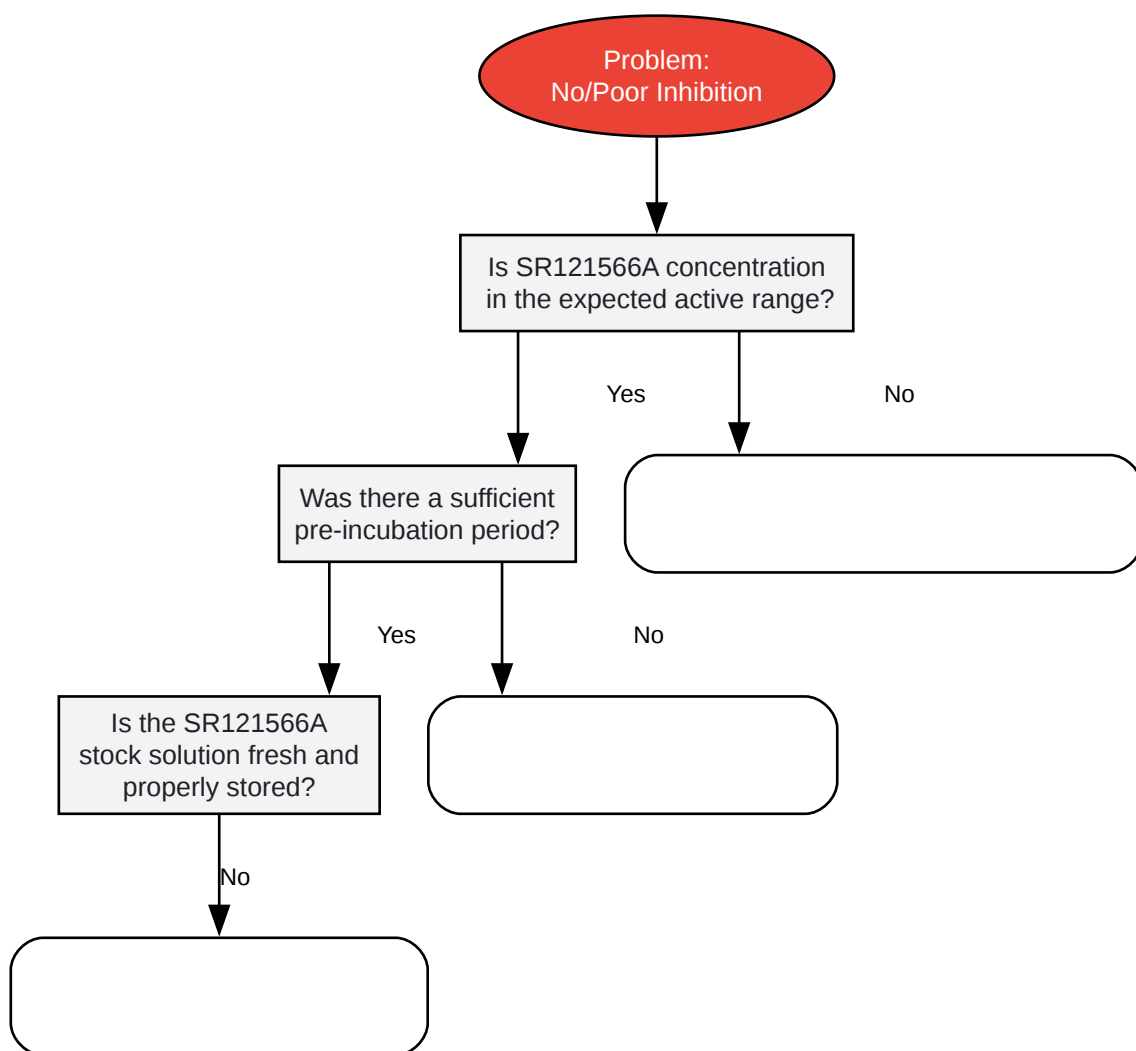 Problem:
No/Poor Inhibition
Is SR121566A concentration
in the expected active range?
Yes
No
Was there a sufficient
pre-incubation period?
Yes
No
Is the SR121566A
stock solution fresh and
properly stored?
No